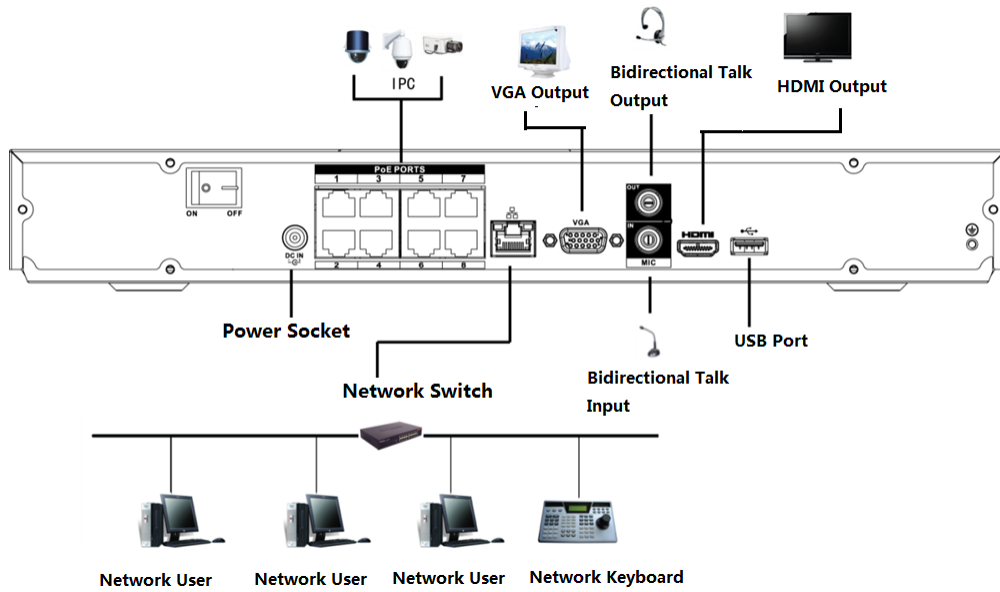 IPC
VGA Output
Bidirectional Talk
Output
HDMI Output
PoE PORTS
1 3 5 7
ON OFF
DC IN
2 4 6 8
VGA
OUT
IN
MIC
HDMI
Power Socket
Network Switch
Bidirectional Talk
Input
USB Port
Network User
Network User
Network User
Network Keyboard